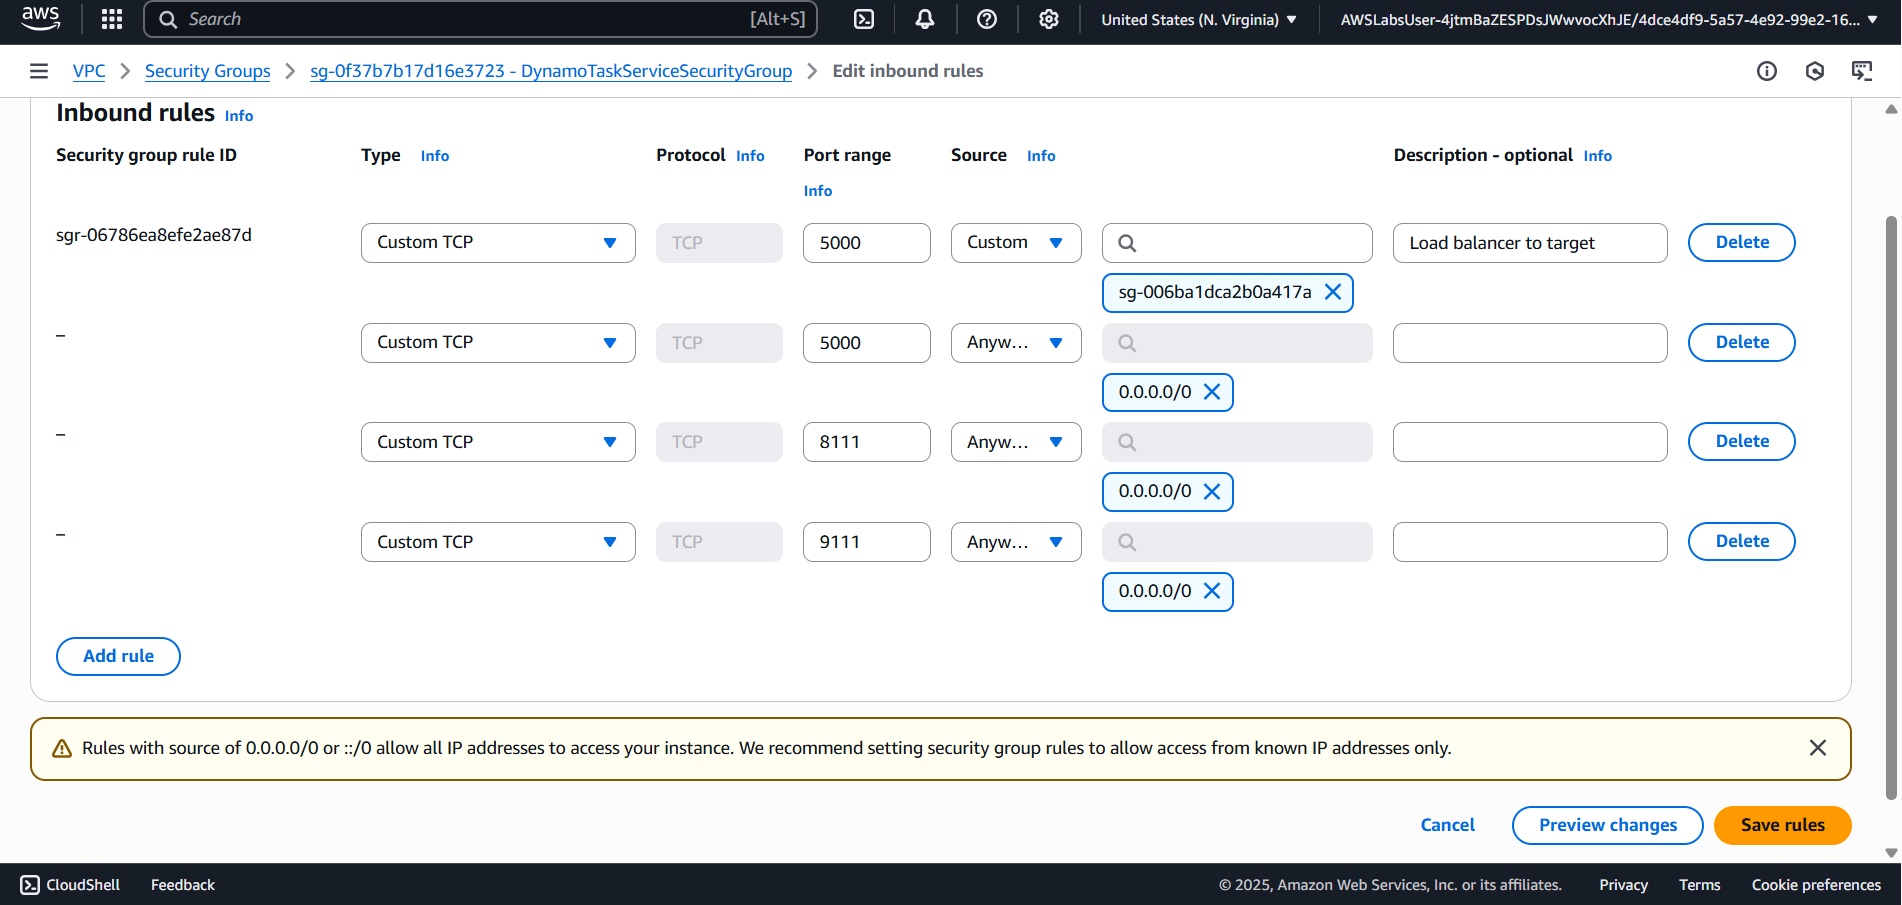 aws
Search [Alt+S] United States (N. Virginia) AWSLabsUser-4jtmBaZESPDsJWwvocXhJE/4dce4df9-5a57-4e92-99e2-16...
VPC Security Groups sg-0f37b7b17d16e3723 - DynamoTaskServiceSecurityGroup Edit inbound rules
Inbound rules Info
Security group rule ID Type Info Protocol Info Port range Source Info Description - optional Info
Info
sgr-06786ea8efe2ae87d Custom TCP TCP 5000 Custom Load balancer to target Delete
sg-006ba1dca2b0a417a
– Custom TCP TCP 5000 Anyw... Delete
0.0.0.0/0
– Custom TCP TCP 8111 Anyw... Delete
0.0.0.0/0
– Custom TCP TCP 9111 Anyw... Delete
0.0.0.0/0
Add rule
Rules with source of 0.0.0.0/0 or ::/0 allow all IP addresses to access your instance. We recommend setting security group rules to allow access from known IP addresses only.
Cancel Preview changes Save rules
CloudShell Feedback © 2025, Amazon Web Services, Inc. or its affiliates. Privacy Terms Cookie preferences